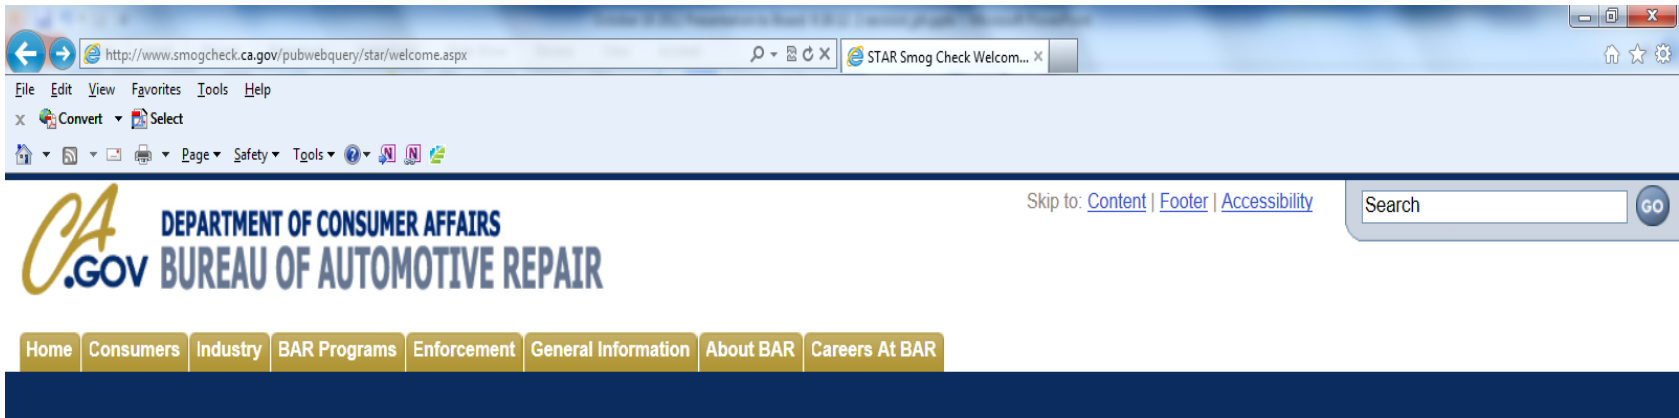 http://www.smogcheck.ca.gov/pubwebquery/star/welcome.aspx
STAR Smog Check Welcom...
File Edit View Favorites Tools Help
x Convert Select
Page Safety Tools
CA
.GOV
DEPARTMENT OF CONSUMER AFFAIRS
BUREAU OF AUTOMOTIVE REPAIR
Skip to: Content | Footer | Accessibility
Search GO
Home Consumers Industry BAR Programs Enforcement General Information About BAR Careers At BAR